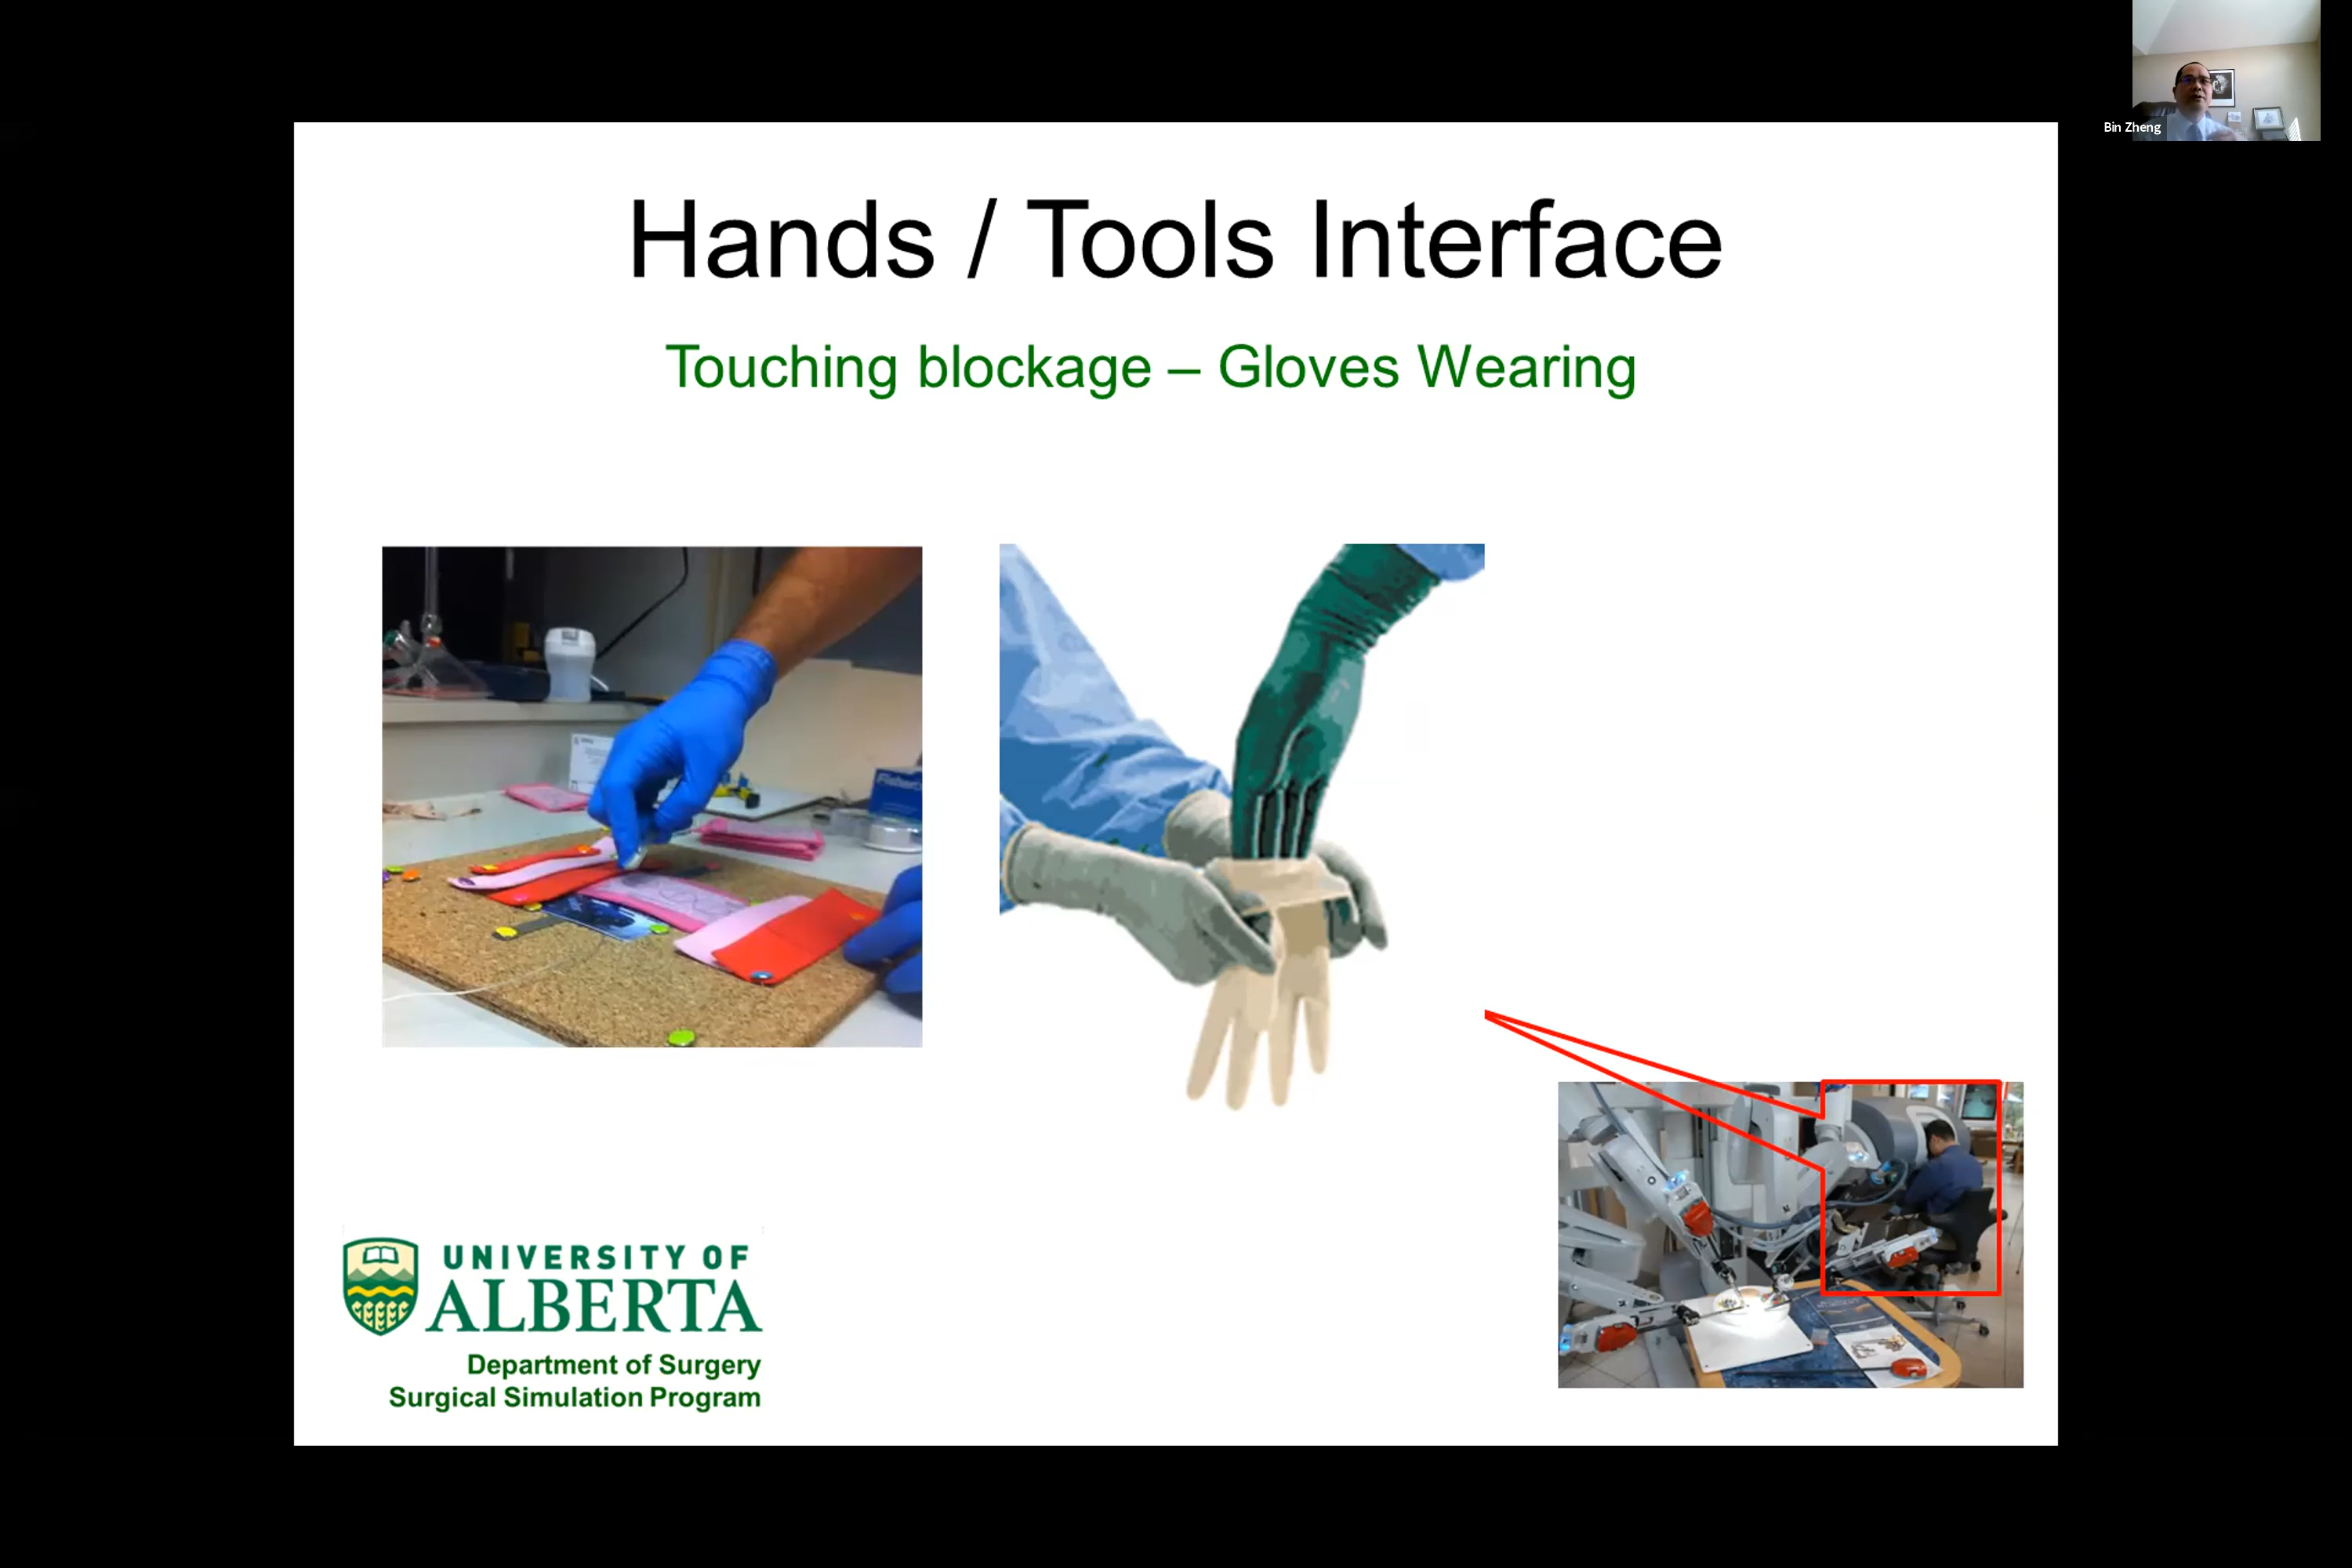 Bin Zheng
Hands / Tools Interface
Touching blockage – Gloves Wearing
UNIVERSITY OF
ALBERTA
Department of Surgery
Surgical Simulation Program